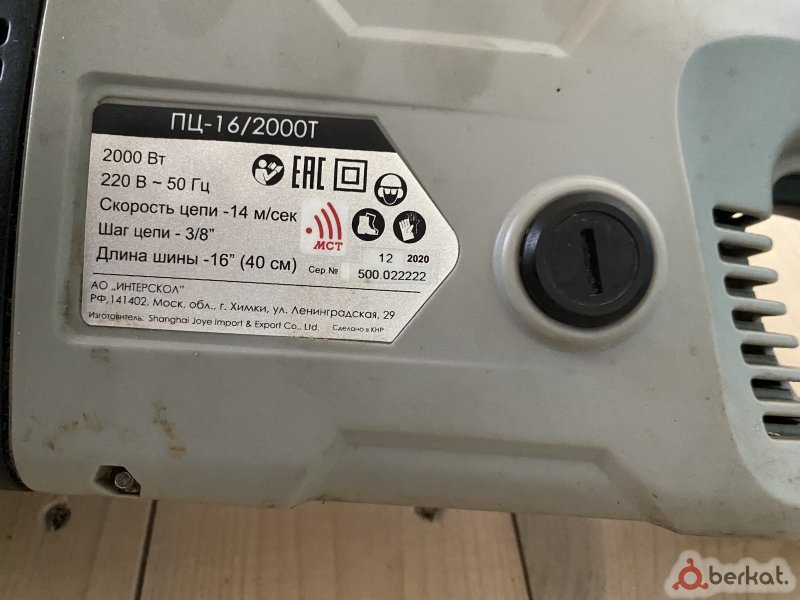 ПЦ-16/2000Т
2000 Вт
220 В ~ 50 Гц
EAC
Скорость цепи -14 м/сек
Шаг цепи - 3/8”
МСТ
Длина шины -16” (40 см)
12 2020
Сер. № 500.022222
АО „ИНТЕРСКОЛ”
РФ,141402, Моск. обл., г. Химки, ул. Ленинградская, 29
Изготовитель: Shanghai Joye Import & Export Co., Ltd. Сделано в КНР
berkat.